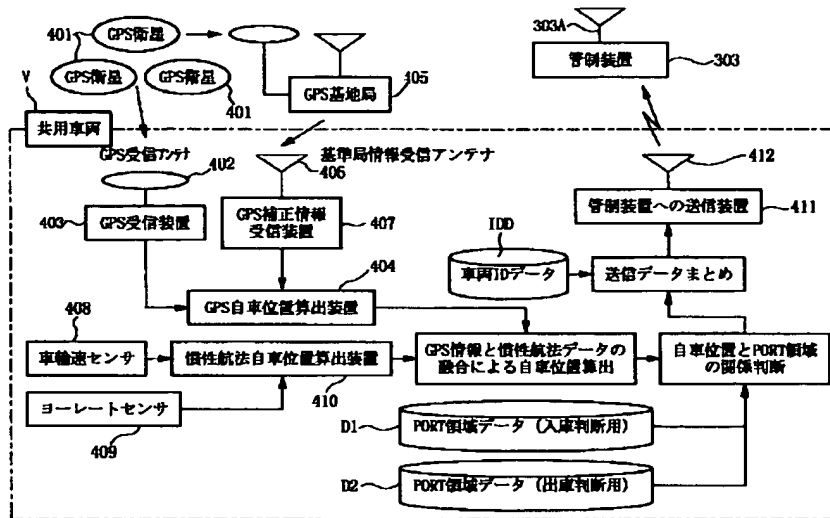 303A
401
GPS衛星
GPS衛星
GPS衛星
401
GPS基地局
405
管制装置
303
V
共用車両
GPS受信アンテナ
402
基準局情報受信アンテナ
406
412
403
GPS受信装置
GPS補正情報
受信装置
407
管制装置への送信装置
411
IDD
車両IDデータ
送信データまとめ
404
GPS自車位置算出装置
408
車輪速センサ
慣性航法自車位置算出装置
410
GPS情報と慣性航法データの
融合による自車位置算出
自車位置とPORT領域
の関係判断
ヨーレートセンサ
409
D1
PORT領域データ（入庫判断用）
D2
PORT領域データ（出庫判断用）